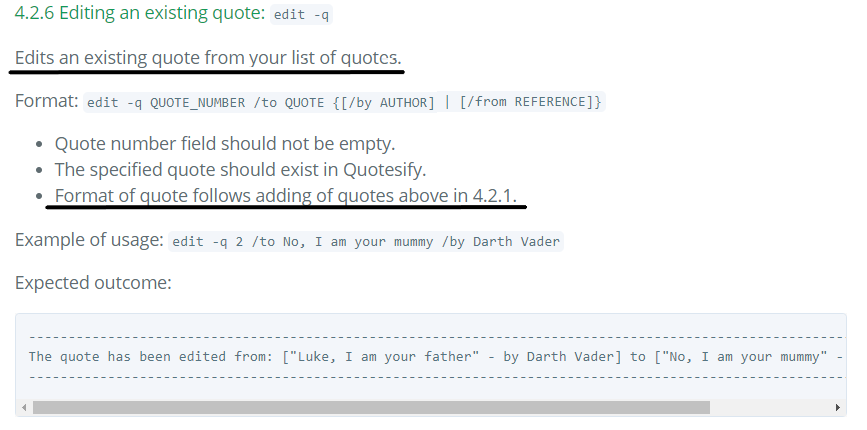 4.2.6 Editing an existing quote: edit -q
Edits an existing quote from your list of quotes.
Format: edit -q QUOTE_NUMBER /to QUOTE {[/by AUTHOR] | [/from REFERENCE]}
• Quote number field should not be empty.
• The specified quote should exist in Quotesify.
• Format of quote follows adding of quotes above in 4.2.1.
Example of usage: edit -q 2 /to No, I am your mummy /by Darth Vader
Expected outcome:
The quote has been edited from: ["Luke, I am your father" - by Darth Vader] to ["No, I am your mummy" -